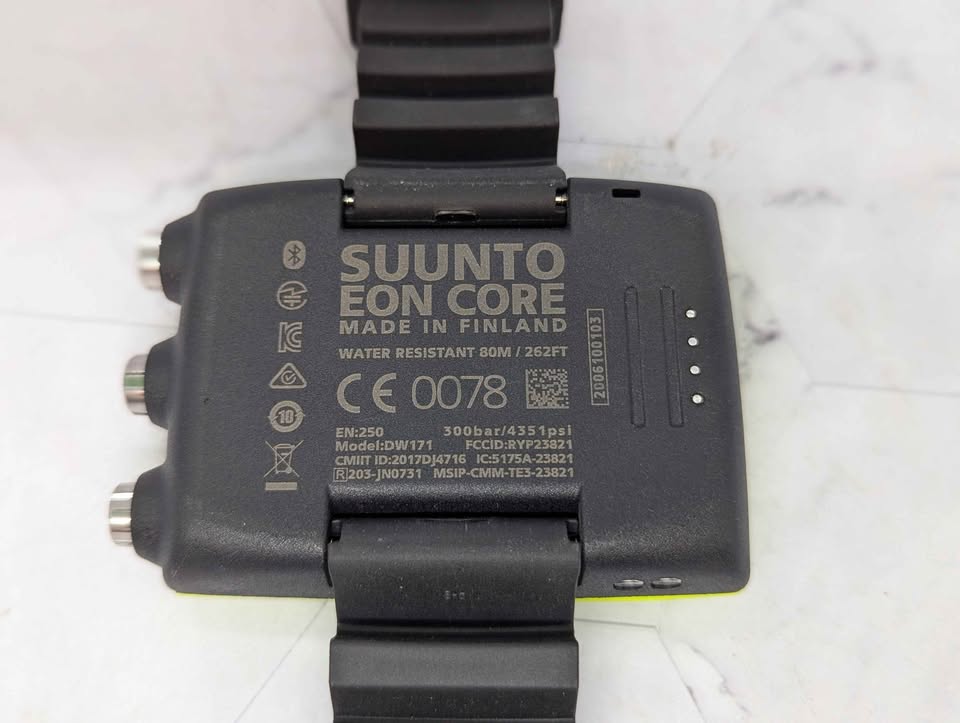 SUUNTO
EON CORE
MADE IN FINLAND
WATER RESISTANT 80M / 262FT
CE 0078
2006100103
10
EN:250 300bar/4351psi
Model:DW171 FCCID:RYP23821
CMIIT ID:2017DJ4716 IC:5175A-23821
R 203-JN0731 MSIP-CMM-TE3-23821